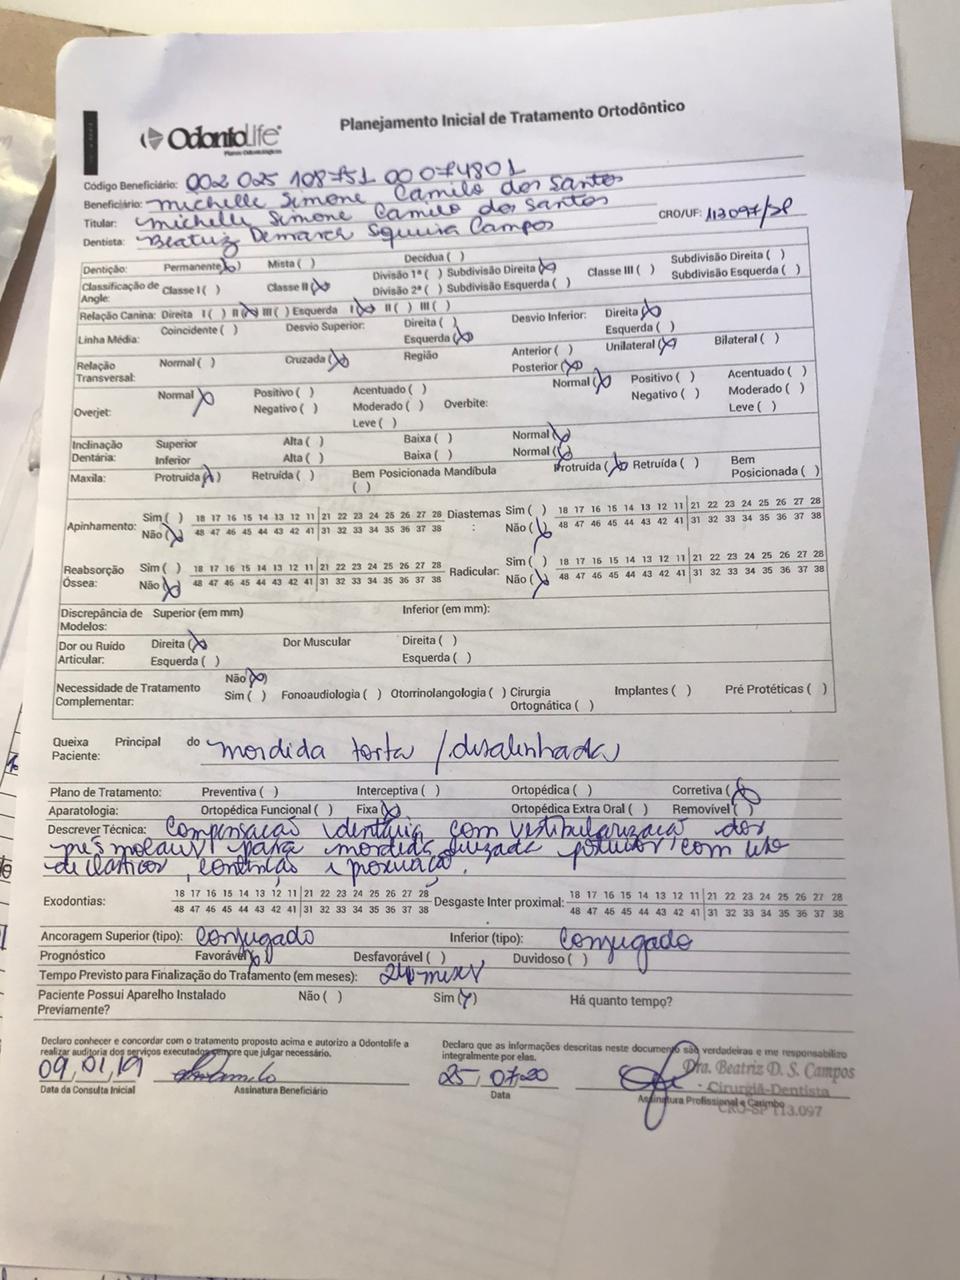 OdontoLife
Planos Odontológicos
Planejamento Inicial de Tratamento Ortodôntico
Código Beneficiário: 002 025 108751 00074801
Beneficiário: Michelle Simone Camilo dos Santos
Titular: Michelle Simone Camilo dos Santos
Dentista: Beatriz Demarch Squeira Campos CRO/UF: 113097/SP
Dentição: Permanente (X) Mista ( ) Decídua ( )
Classificação de Angle: Classe I ( ) Classe II (X) Divisão 1ª ( ) Subdivisão Direita (X) Classe III ( ) Subdivisão Direita ( )
Divisão 2ª ( ) Subdivisão Esquerda ( ) Subdivisão Esquerda ( )
Relação Canina: Direita I ( ) II (X) III ( ) Esquerda I (X) II ( ) III ( )
Linha Média: Coincidente ( ) Desvio Superior: Direita ( ) Desvio Inferior: Direita (X)
Esquerda (X) Esquerda ( )
Relação Transversal: Normal ( ) Cruzada (X) Região Anterior ( ) Unilateral (X) Bilateral ( )
Posterior (X)
Overjet: Normal (X) Positivo ( ) Acentuado ( ) Overbite: Normal (X) Positivo ( ) Acentuado ( )
Negativo ( ) Moderado ( ) Negativo ( ) Moderado ( )
Leve ( ) Leve ( )
Inclinação Dentária: Superior Alta ( ) Baixa ( ) Normal (X)
Inferior Alta ( ) Baixa ( ) Normal (X)
Maxila: Protruída (X) Retruída ( ) Bem Posicionada ( ) Mandíbula Protruída (X) Retruída ( ) Bem Posicionada ( )
Apinhamento: Sim ( ) 18 17 16 15 14 13 12 11 21 22 23 24 25 26 27 28 Diastemas: Sim ( ) 18 17 16 15 14 13 12 11 21 22 23 24 25 26 27 28
Não (X) 48 47 46 45 44 43 42 41 31 32 33 34 35 36 37 38 Não (X) 48 47 46 45 44 43 42 41 31 32 33 34 35 36 37 38
Reabsorção Óssea: Sim ( ) 18 17 16 15 14 13 12 11 21 22 23 24 25 26 27 28 Radicular: Sim ( ) 18 17 16 15 14 13 12 11 21 22 23 24 25 26 27 28
Não (X) 48 47 46 45 44 43 42 41 31 32 33 34 35 36 37 38 Não (X) 48 47 46 45 44 43 42 41 31 32 33 34 35 36 37 38
Discrepância de Modelos: Superior (em mm) Inferior (em mm):
Dor ou Ruído Articular: Direita (X) Dor Muscular Direita ( )
Esquerda ( ) Esquerda ( )
Necessidade de Tratamento Complementar: Não (X)
Sim ( ) Fonoaudiologia ( ) Otorrinolangologia ( ) Cirurgia Ortognática ( ) Implantes ( ) Pré Protéticas ( )
Queixa Principal do Paciente: mordida torta / desalinhada
Plano de Tratamento: Preventiva ( ) Interceptiva ( ) Ortopédica ( ) Corretiva (X)
Aparatologia: Ortopédica Funcional ( ) Fixa (X) Ortopédica Extra Oral ( ) Removível ( )
Descrever Técnica: Compensação dentária com vestibularização dos
pré molares para mordida cruzada posterior, com uso
de elásticos,
Exodontias: 18 17 16 15 14 13 12 11 21 22 23 24 25 26 27 28 Desgaste Inter proximal: 18 17 16 15 14 13 12 11 21 22 23 24 25 26 27 28
48 47 46 45 44 43 42 41 31 32 33 34 35 36 37 38 48 47 46 45 44 43 42 41 31 32 33 34 35 36 37 38
Ancoragem Superior (tipo): conjugado Inferior (tipo): conjugado
Prognóstico Favorável (X) Desfavorável ( ) Duvidoso ( )
Tempo Previsto para Finalização do Tratamento (em meses): 24 meses
Paciente Possui Aparelho Instalado Previamente? Não ( ) Sim (X) Há quanto tempo?
Declaro conhecer e concordar com o tratamento proposto acima e autorizo a Odontolife a
realizar auditoria dos serviços executados sempre que julgar necessário.
Declaro que as informações descritas neste documento são verdadeiras e me responsabilizo
integralmente por elas.
09/01/19 25/07/20
Dra. Beatriz D. S. Campos
Cirurgiã-Dentista
CRO-SP 113.097
Data da Consulta Inicial Assinatura Beneficiário Data Assinatura Profissional e Carimbo